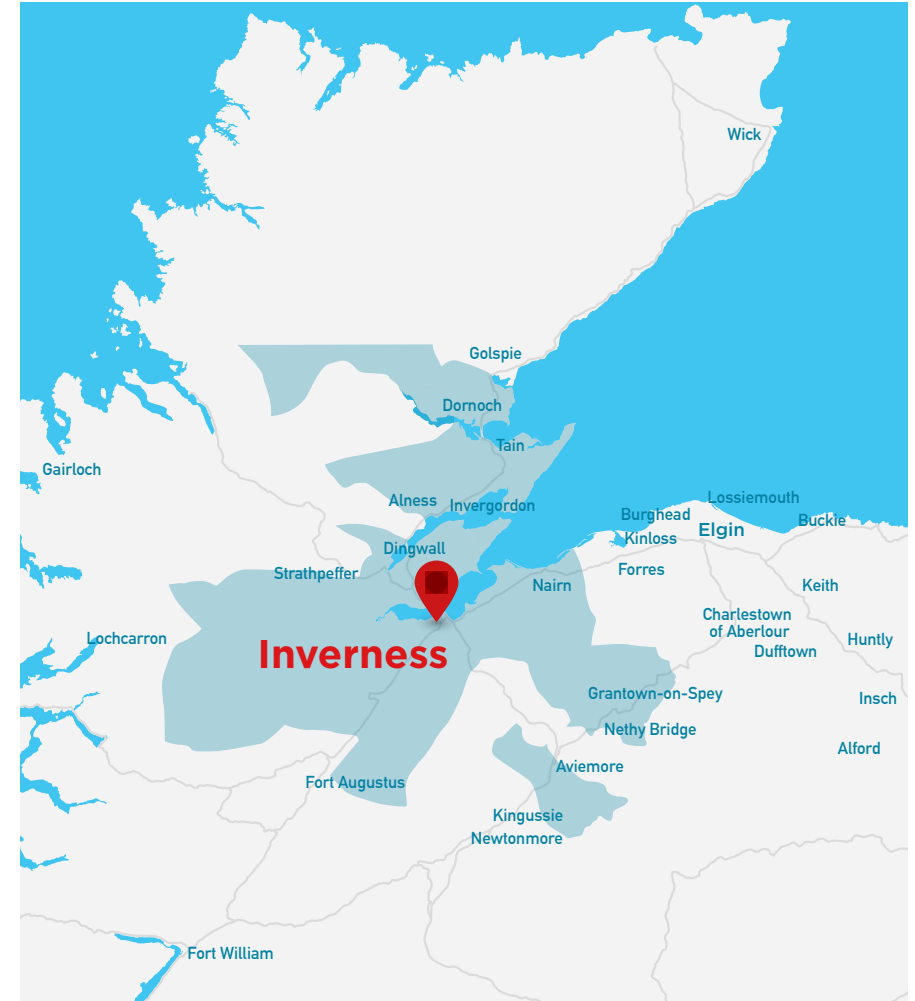 Wick
Golspie
Dornoch
Tain
Gairloch
Alness
Invergordon
Lossiemouth
Burghead
Buckie
Elgin
Kinloss
Dingwall
Strathpeffer
Forres
Nairn
Keith
Charlestown
of Aberlour
Lochcarron
Huntly
Dufftown
Inverness
Grantown-on-Spey
Insch
Nethy Bridge
Alford
Aviemore
Fort Augustus
Kingussie
Newtonmore
Fort William